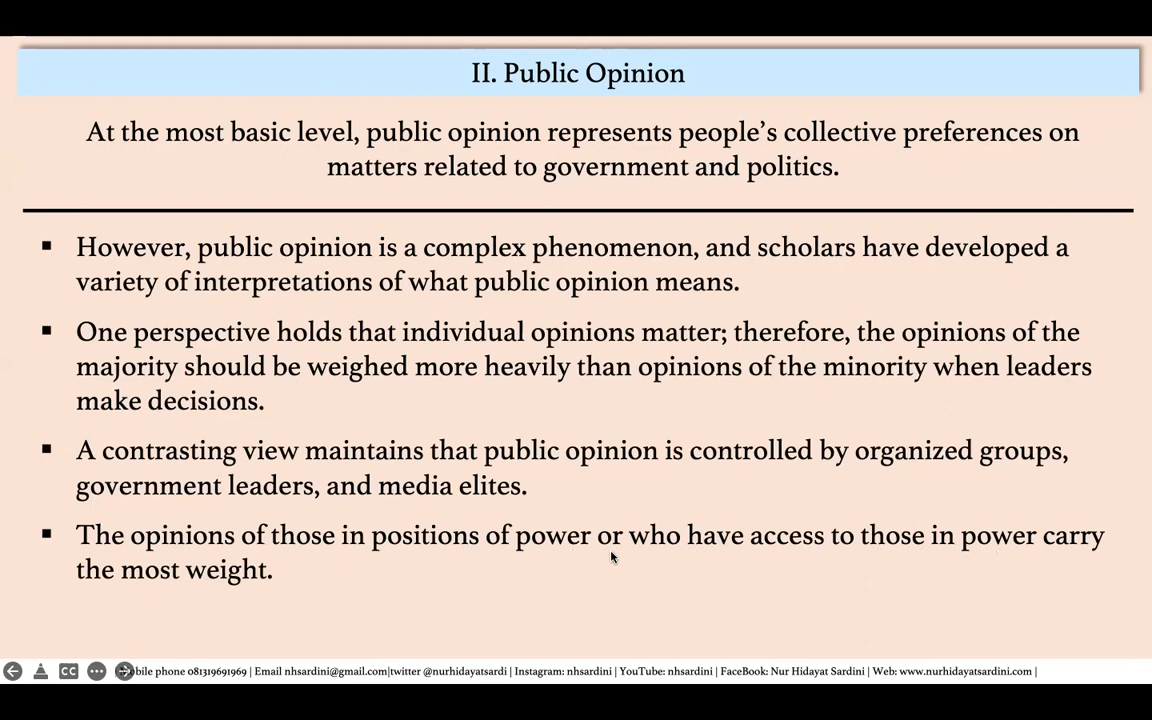 II. Public Opinion
At the most basic level, public opinion represents people’s collective preferences on
matters related to government and politics.
▪ However, public opinion is a complex phenomenon, and scholars have developed a
variety of interpretations of what public opinion means.
▪ One perspective holds that individual opinions matter; therefore, the opinions of the
majority should be weighed more heavily than opinions of the minority when leaders
make decisions.
▪ A contrasting view maintains that public opinion is controlled by organized groups,
government leaders, and media elites.
▪ The opinions of those in positions of power or who have access to those in power carry
the most weight.
CC phone 081319691969 | Email nhsardini@gmail.com|twitter @nurhidayatsardi | Instagram: nhsardini | YouTube: nhsardini | FaceBook: Nur Hidayat Sardini | Web: www.nurhidayatsardini.com |